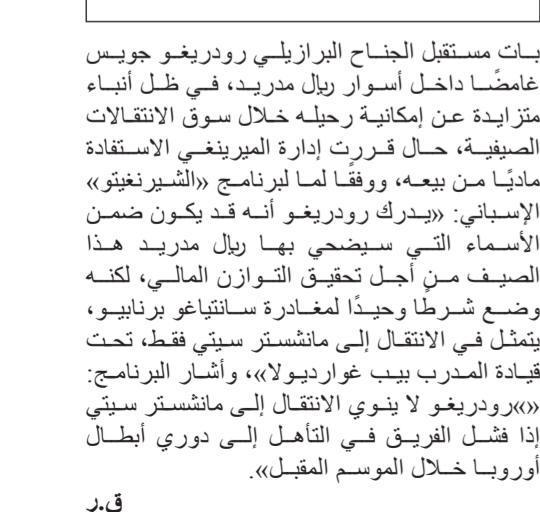 بات مستقبل الجناح البرازيلي رودريغو جويس
غامضًا داخل أسوار ريال مدريد، في ظل أنباء
متزايدة عن إمكانية رحيله خلال سوق الانتقالات
الصيفية، حال قررت إدارة الميرينغي الاستفادة
ماديًا من بيعه، ووفقًا لما لبرنامج «الشيرنغيتو»
الإسباني: «يدرك رودريغو أنه قد يكون ضمن
الأسماء التي سيضحي بها ريال مدريد هذا
الصيف من أجل تحقيق التوازن المالي، لكنه
وضع شرطًا وحيدًا لمغادرة سانتياغو برنابيو،
يتمثل في الانتقال إلى مانشستر سيتي فقط، تحت
قيادة المدرب بيب غوارديولا»، وأشار البرنامج:
«»رودريغو لا ينوي الانتقال إلى مانشستر سيتي
إذا فشل الفريق في التأهل إلى دوري أبطال
أوروبا خلال الموسم المقبل».
ق.ر